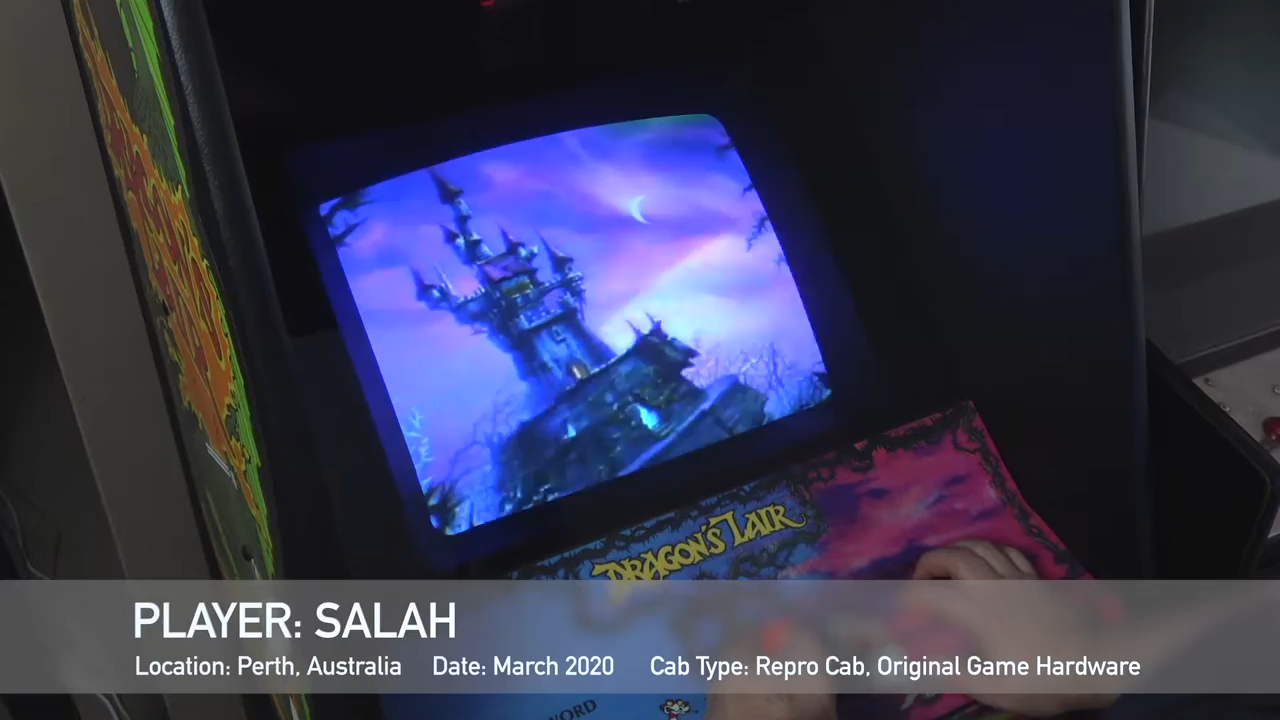 DRAGON'S LAIR
PLAYER: SALAH
Location: Perth, Australia Date: March 2020 Cab Type: Repro Cab, Original Game Hardware